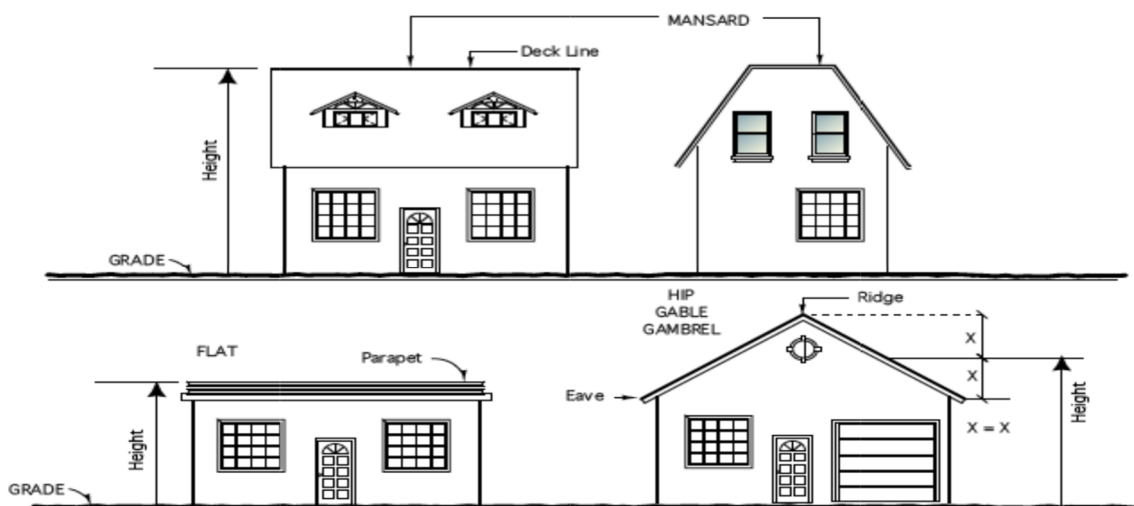 MANSARD
Deck Line
Height
GRADE
HIP
GABLE
GAMBREL
Ridge
X
FLAT
Parapet
X
Eave
Height
X = X
Height
GRADE